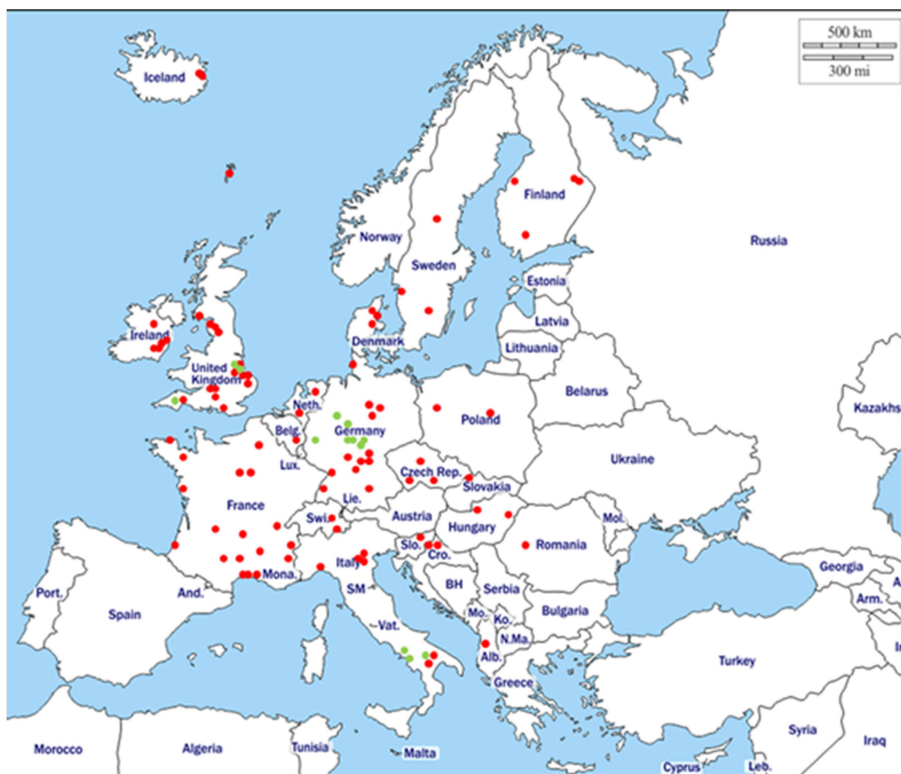 500 km
300 mi
Iceland
Finland
Norway
Russia
Sweden
Estonia
Latvia
Ireland
Denmark
Lithuania
United
Kingdom
Belarus
Neth.
Kazakhs
Belg.
Germany
Poland
Lux.
Ukraine
Czech Rep.
Slovakia
France
Lie.
Swi.
Austria
Hungary
Mol.
Slo.
Cro.
Romania
Italy
Mona.
Georgia
SM
BH
Serbia
And.
Arm.
A
Port.
Spain
Vat.
Mo.
Ko.
Bulgaria
N.Ma.
Alb.
Turkey
Ir
Greece
Syria
Morocco
Algeria
Tunisia
Malta
Iraq
Cyprus
Leb.